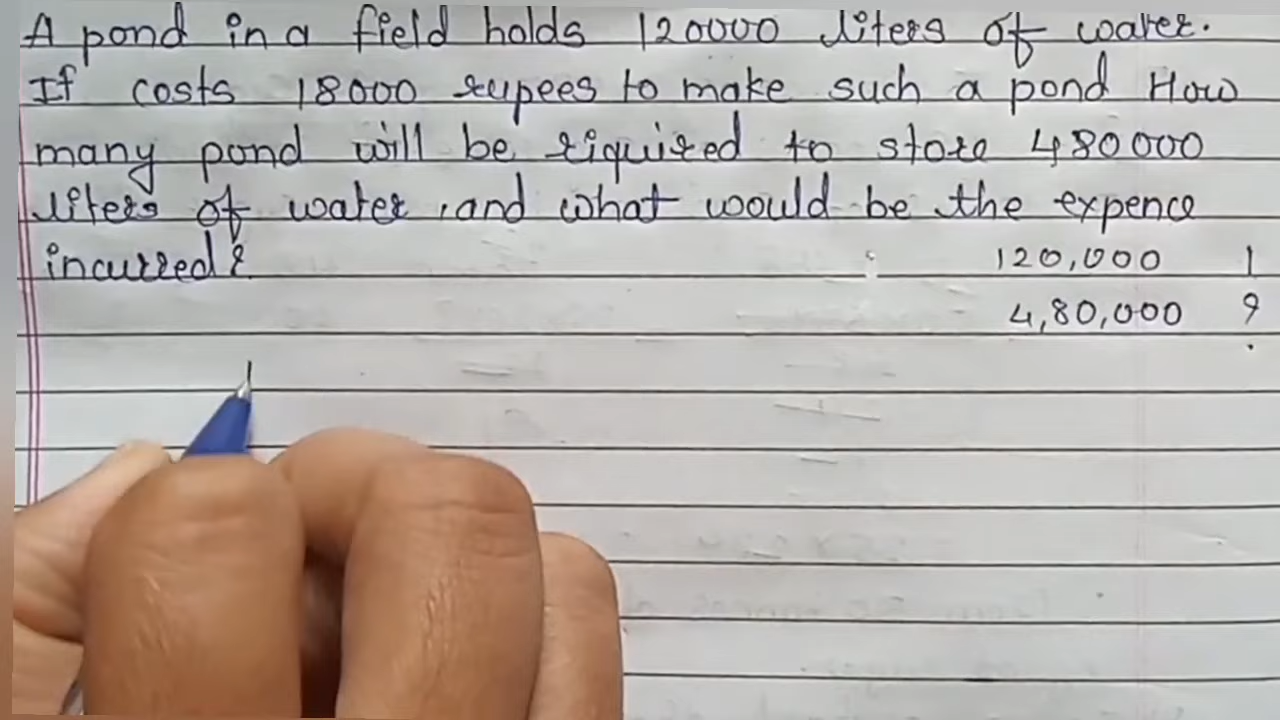 A pond in a field holds 120000 liters of water.
If costs 18000 rupees to make such a pond How
many pond will be riquired to store 480000
liters of water, and what would be the expence
incurred?
120,000 1
4,80,000 ?